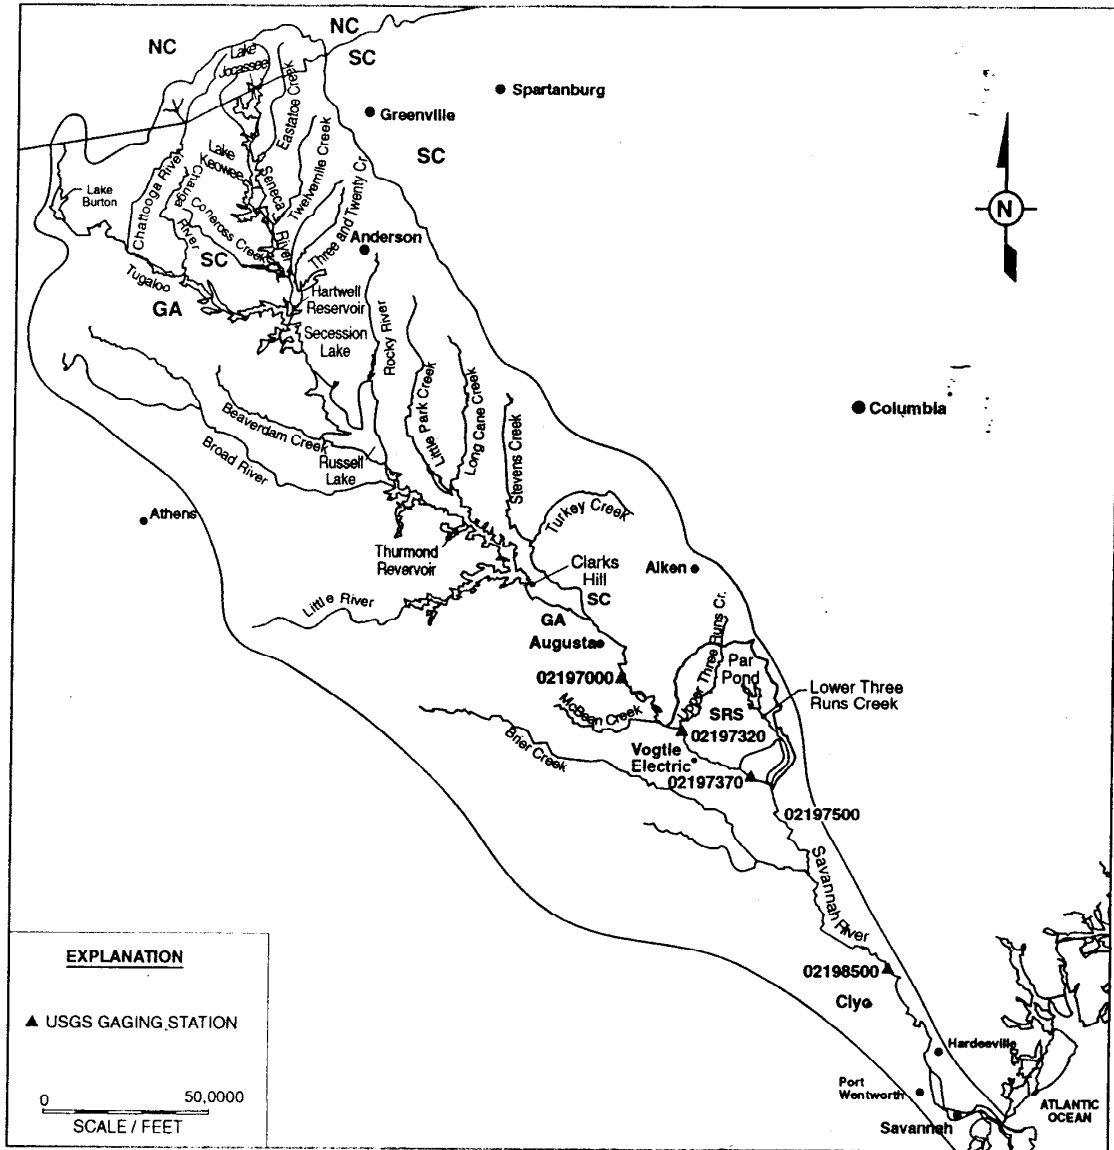 NC
NC
SC
Lake
Jocassee
Eastatoe Creek
Spartanburg
Greenville
SC
Lake
Keowee
Seneca
River
Twelvemile Creek
Three and Twenty Cr.
Lake
Burton
Chattooga River
Chauga
River
Coneross Creek
SC
Anderson
N
Tugaloo
GA
Hartwell
Reservoir
Secession
Lake
Rocky River
Little Park Creek
Long Cane Creek
Stevens Creek
Columbia
Beaverdam Creek
Broad River
Russell
Lake
Athens
Turkey Creek
Thurmond
Reservoir
Clarks
Hill
Aiken
SC
Little River
GA
Augusta
Upper Three Runs Cr.
Par
Pond
02197000
Lower Three
Runs Creek
McBean Creek
SRS
02197320
Brier Creek
Vogtle
Electric
02197370
02197500
Savannah River
EXPLANATION
02198500
Clyo
USGS GAGING STATION
Hardeeville
Port
Wentworth
0 50,0000
SCALE / FEET
ATLANTIC
OCEAN
Savannah